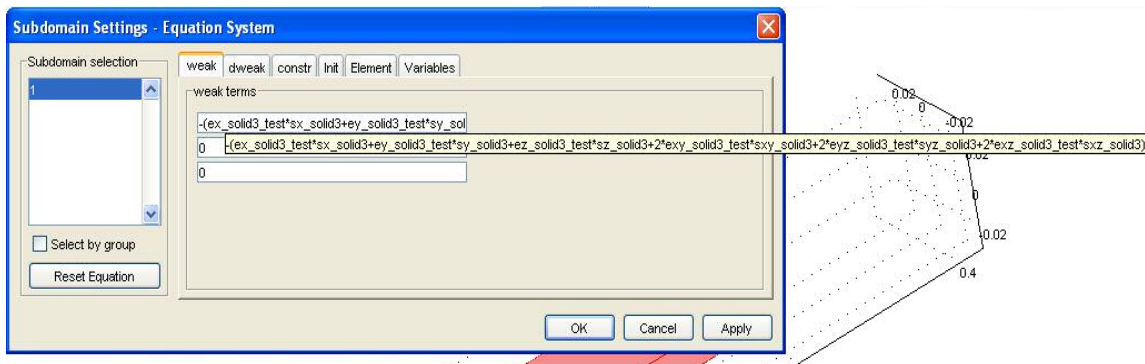 Subdomain Settings - Equation System
Subdomain selection
1
Select by group
Reset Equation
weak dweak constr Init Element Variables
weak terms
-(ex_solid3_test*sx_solid3+ey_solid3_test*sy_sol
0
-(ex_solid3_test*sx_solid3+ey_solid3_test*sy_solid3+ez_solid3_test*sz_solid3+2*exy_solid3_test*sxy_solid3+2*eyz_solid3_test*syz_solid3+2*exz_solid3_test*sxz_solid3)
0
OK Cancel Apply
0.02
0
-0.02
0.02
0
-0.02
0.4